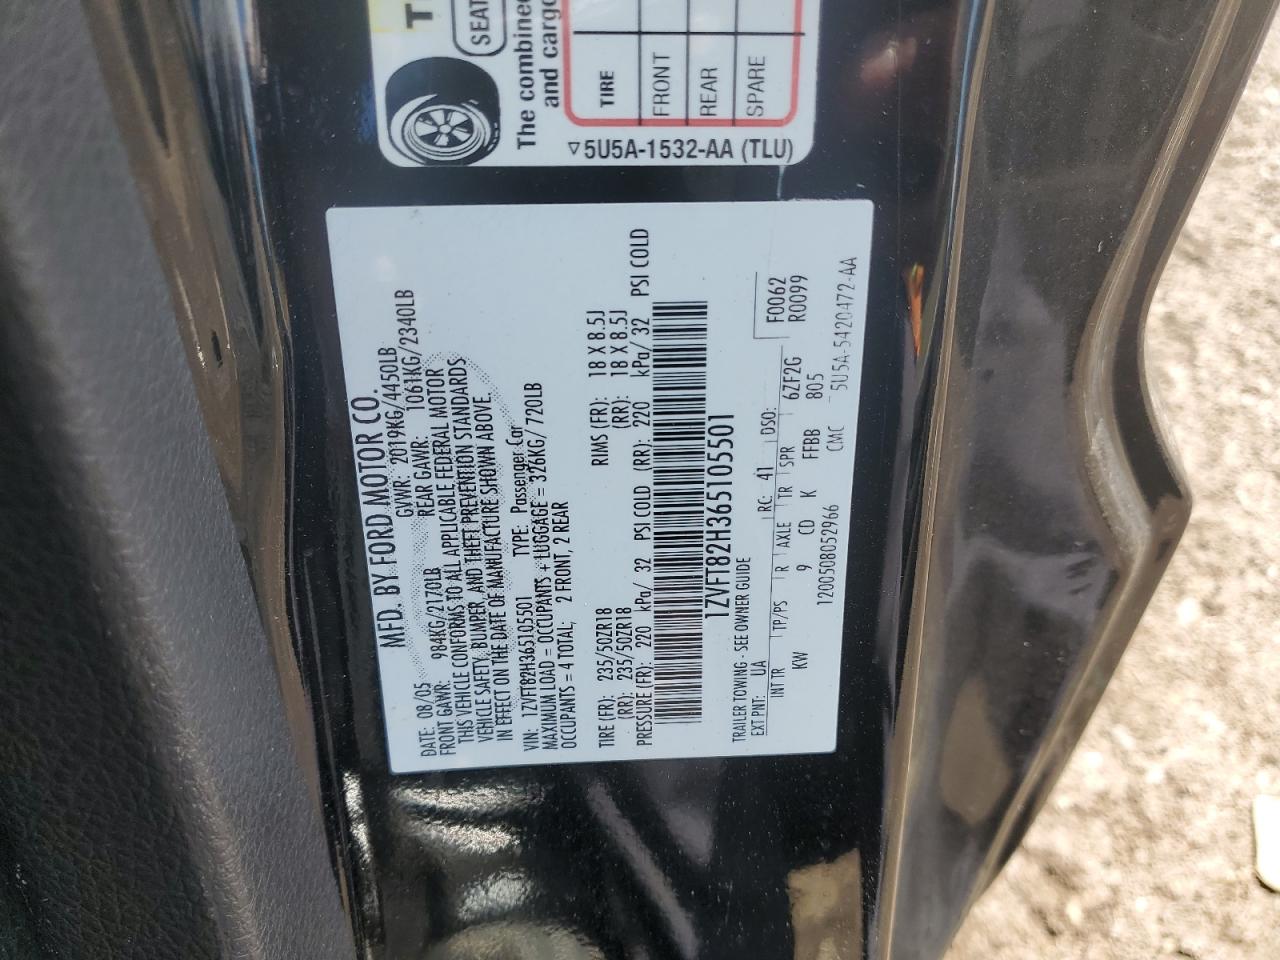 T
SEAT
The combined
and cargo
TIRE
FRONT
REAR
SPARE
5U5A-1532-AA (TLU)
MFD. BY FORD MOTOR CO.
DATE: 08/05 GVWR: 2019KG/4450LB
FRONT GAWR: 984KG/2170LB REAR GAWR: 1061KG/2340LB
THIS VEHICLE CONFORMS TO ALL APPLICABLE FEDERAL MOTOR
VEHICLE SAFETY, BUMPER, AND THEFT PREVENTION STANDARDS
IN EFFECT ON THE DATE OF MANUFACTURE SHOWN ABOVE.
VIN: 1ZVFT82H365105501 TYPE: Passenger Car
MAXIMUM LOAD = OCCUPANTS + LUGGAGE = 326KG/720LB
OCCUPANTS = 4 TOTAL; 2 FRONT, 2 REAR
TIRE (FR): 235/50ZR18 RIMS (FR): 18 X 8.5J
(RR): 235/50ZR18 (RR): 18 X 8.5J
PRESSURE (FR): 220 kPa/ 32 PSI COLD (RR): 220 kPa/ 32 PSI COLD
1ZVFT82H365105501
TRAILER TOWING - SEE OWNER GUIDE
EXT PNT: UA RC: 41 DSO: F0062
R0099
INT TR TP/PS R AXLE TR SPR 6ZF2G
KW 9 CD K FFBB 805
120050805296​6 CMC 5U5A-5420472-AA